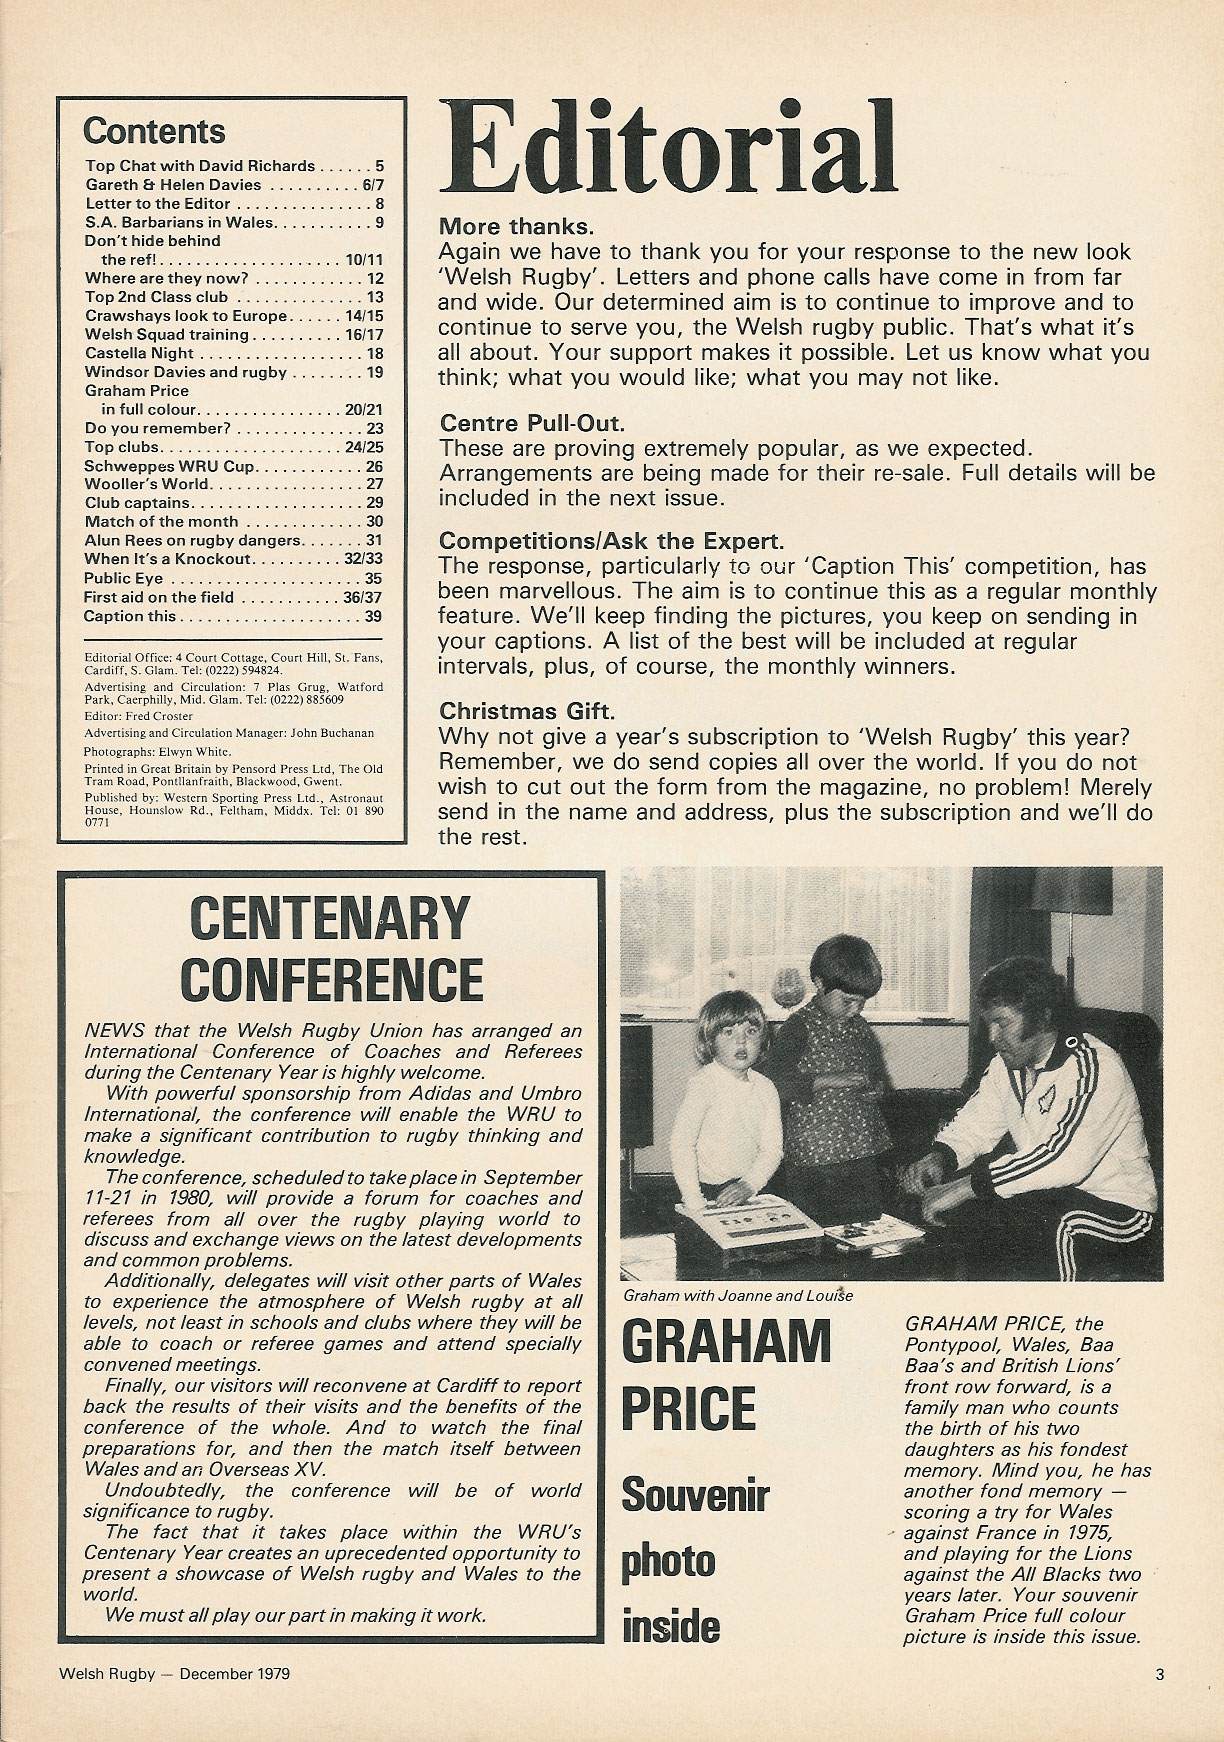 Contents
Top Chat with David Richards . . . . . . 5
Gareth & Helen Davies . . . . . . . . . . 6/7
Letter to the Editor . . . . . . . . . . . . . . . 8
S.A. Barbarians in Wales. . . . . . . . . . . 9
Don't hide behind
the ref!. . . . . . . . . . . . . . . . . . . . 10/11
Where are they now? . . . . . . . . . . . . 12
Top 2nd Class club . . . . . . . . . . . . . . 13
Crawshays look to Europe. . . . . . 14/15
Welsh Squad training. . . . . . . . . . 16/17
Castella Night . . . . . . . . . . . . . . . . . . 18
Windsor Davies and rugby . . . . . . . . 19
Graham Price
in full colour. . . . . . . . . . . . . . . . 20/21
Do you remember? . . . . . . . . . . . . . . 23
Top clubs. . . . . . . . . . . . . . . . . . . . 24/25
Schweppes WRU Cup. . . . . . . . . . . . 26
Wooller's World. . . . . . . . . . . . . . . . . 27
Club captains. . . . . . . . . . . . . . . . . . . 29
Match of the month . . . . . . . . . . . . . 30
Alun Rees on rugby dangers. . . . . . . 31
When It's a Knockout. . . . . . . . . . 32/33
Public Eye . . . . . . . . . . . . . . . . . . . . . 35
First aid on the field . . . . . . . . . . . 36/37
Caption this . . . . . . . . . . . . . . . . . . . . 39
Editorial Office: 4 Court Cottage, Court Hill, St. Fans,
Cardiff, S. Glam. Tel: (0222) 594824.
Advertising and Circulation: 7 Plas Grug, Watford
Park, Caerphilly, Mid. Glam. Tel: (0222) 885609
Editor: Fred Croster
Advertising and Circulation Manager: John Buchanan
Photographs: Elwyn White.
Printed in Great Britain by Pensord Press Ltd, The Old
Tram Road, Pontllanfraith, Blackwood, Gwent.
Published by: Western Sporting Press Ltd., Astronaut
House, Hounslow Rd., Feltham, Middx. Tel: 01 890
0771
Editorial
More thanks.
Again we have to thank you for your response to the new look
'Welsh Rugby'. Letters and phone calls have come in from far
and wide. Our determined aim is to continue to improve and to
continue to serve you, the Welsh rugby public. That's what it's
all about. Your support makes it possible. Let us know what you
think; what you would like; what you may not like.
Centre Pull-Out.
These are proving extremely popular, as we expected.
Arrangements are being made for their re-sale. Full details will be
included in the next issue.
Competitions/Ask the Expert.
The response, particularly to our 'Caption This' competition, has
been marvellous. The aim is to continue this as a regular monthly
feature. We'll keep finding the pictures, you keep on sending in
your captions. A list of the best will be included at regular
intervals, plus, of course, the monthly winners.
Christmas Gift.
Why not give a year's subscription to 'Welsh Rugby' this year?
Remember, we do send copies all over the world. If you do not
wish to cut out the form from the magazine, no problem! Merely
send in the name and address, plus the subscription and we'll do
the rest.
CENTENARY
CONFERENCE
NEWS that the Welsh Rugby Union has arranged an
International Conference of Coaches and Referees
during the Centenary Year is highly welcome.
With powerful sponsorship from Adidas and Umbro
International, the conference will enable the WRU to
make a significant contribution to rugby thinking and
knowledge.
The conference, scheduled to take place in September
11-21 in 1980, will provide a forum for coaches and
referees from all over the rugby playing world to
discuss and exchange views on the latest developments
and common problems.
Additionally, delegates will visit other parts of Wales
to experience the atmosphere of Welsh rugby at all
levels, not least in schools and clubs where they will be
able to coach or referee games and attend specially
convened meetings.
Finally, our visitors will reconvene at Cardiff to report
back the results of their visits and the benefits of the
conference of the whole. And to watch the final
preparations for, and then the match itself between
Wales and an Overseas XV.
Undoubtedly, the conference will be of world
significance to rugby.
The fact that it takes place within the WRU's
Centenary Year creates an uprecedented opportunity to
present a showcase of Welsh rugby and Wales to the
world.
We must all play our part in making it work.
Graham with Joanne and Louise
GRAHAM
PRICE
Souvenir
photo
inside
GRAHAM PRICE, the
Pontypool, Wales, Baa
Baa's and British Lions'
front row forward, is a
family man who counts
the birth of his two
daughters as his fondest
memory. Mind you, he has
another fond memory —
scoring a try for Wales
against France in 1975,
and playing for the Lions
against the All Blacks two
years later. Your souvenir
Graham Price full colour
picture is inside this issue.
Welsh Rugby — December 1979
3